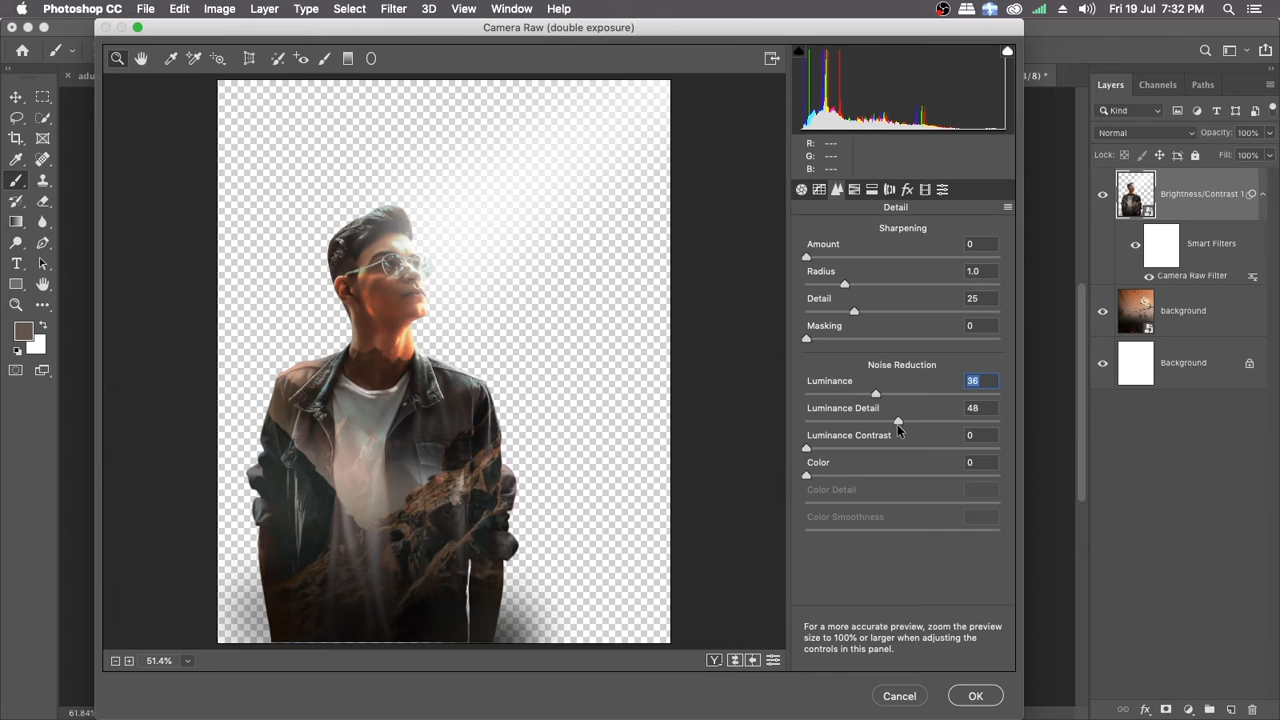 Photoshop CC File Edit Image Layer Type Select Filter 3D View Window Help Fri 19 Jul 7:32 PM
Camera Raw (double exposure)
R: ---
G: ---
B: ---
Detail
Sharpening
Amount 0
Radius 1.0
Detail 25
Masking 0
Noise Reduction
Luminance 36
Luminance Detail 48
Luminance Contrast 0
Color 0
Color Detail
Color Smoothness
For a more accurate preview, zoom the preview
size to 100% or larger when adjusting the
controls in this panel.
51.4%
Y
Cancel OK
adu
3/8) *
Layers Channels Paths
Kind
Normal Opacity: 100%
Lock: Fill: 100%
Brightness/Contrast 1
Smart Filters
Camera Raw Filter
background
Background
61.84%